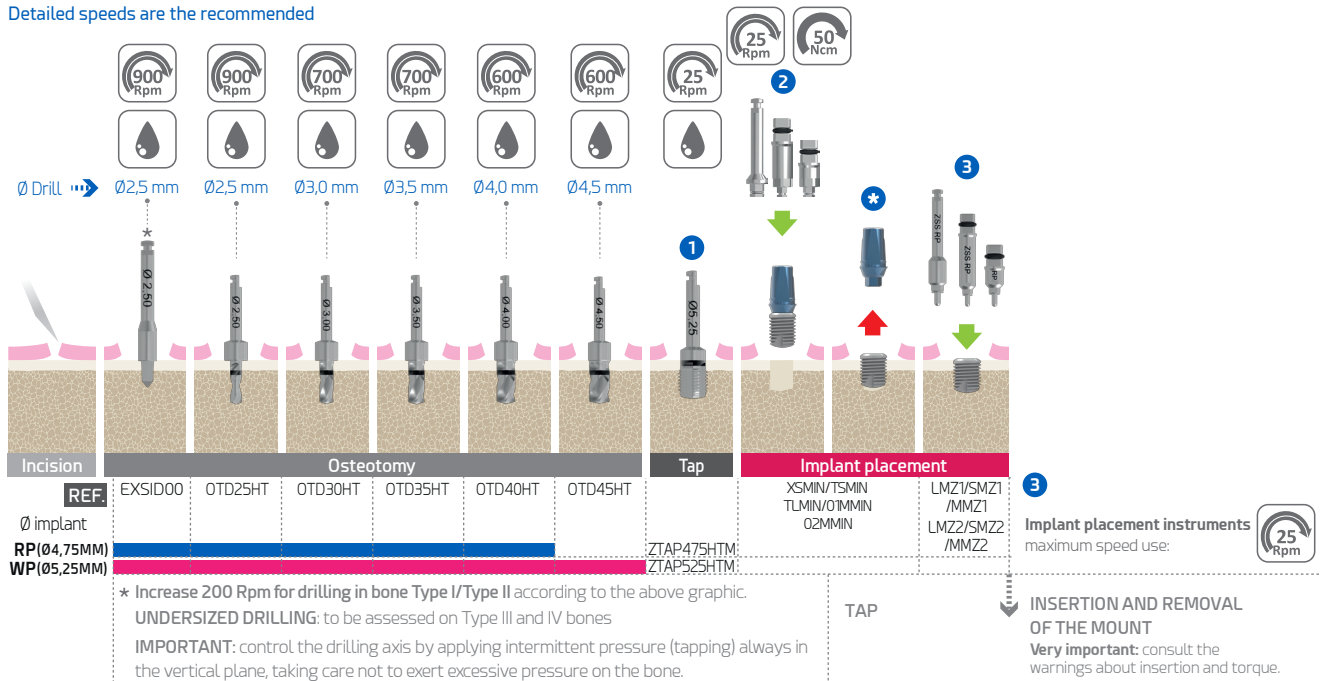 Detailed speeds are the recommended
900 Rpm
900 Rpm
700 Rpm
700 Rpm
600 Rpm
600 Rpm
25 Rpm
25 Rpm
50 Ncm
2
3
Ø Drill
Ø2,5 mm
Ø2,5 mm
Ø3,0 mm
Ø3,5 mm
Ø4,0 mm
Ø4,5 mm
*
*
1
Ø 2.50
Ø 2.50
Ø 3.00
Ø 3.50
Ø 4.00
Ø 4.50
Ø5.25
ZSS RP
ZSS RP
RP
Incision
Osteotomy
Tap
Implant placement
REF.
EXSID00
OTD25HT
OTD30HT
OTD35HT
OTD40HT
OTD45HT
XSMIN/TSMIN
TLMIN/01MMIN
02MMIN
LMZ1/SMZ1
/MMZ1
LMZ2/SMZ2
/MMZ2
Ø implant
RP(Ø4,75MM)
ZTAP475HTM
WP(Ø5,25MM)
ZTAP525HTM
3
Implant placement instruments
maximum speed use:
25 Rpm
* Increase 200 Rpm for drilling in bone Type I/Type II according to the above graphic.
UNDERSIZED DRILLING: to be assessed on Type III and IV bones
IMPORTANT: control the drilling axis by applying intermittent pressure (tapping) always in
the vertical plane, taking care not to exert excessive pressure on the bone.
TAP
INSERTION AND REMOVAL
OF THE MOUNT
Very important: consult the
warnings about insertion and torque.